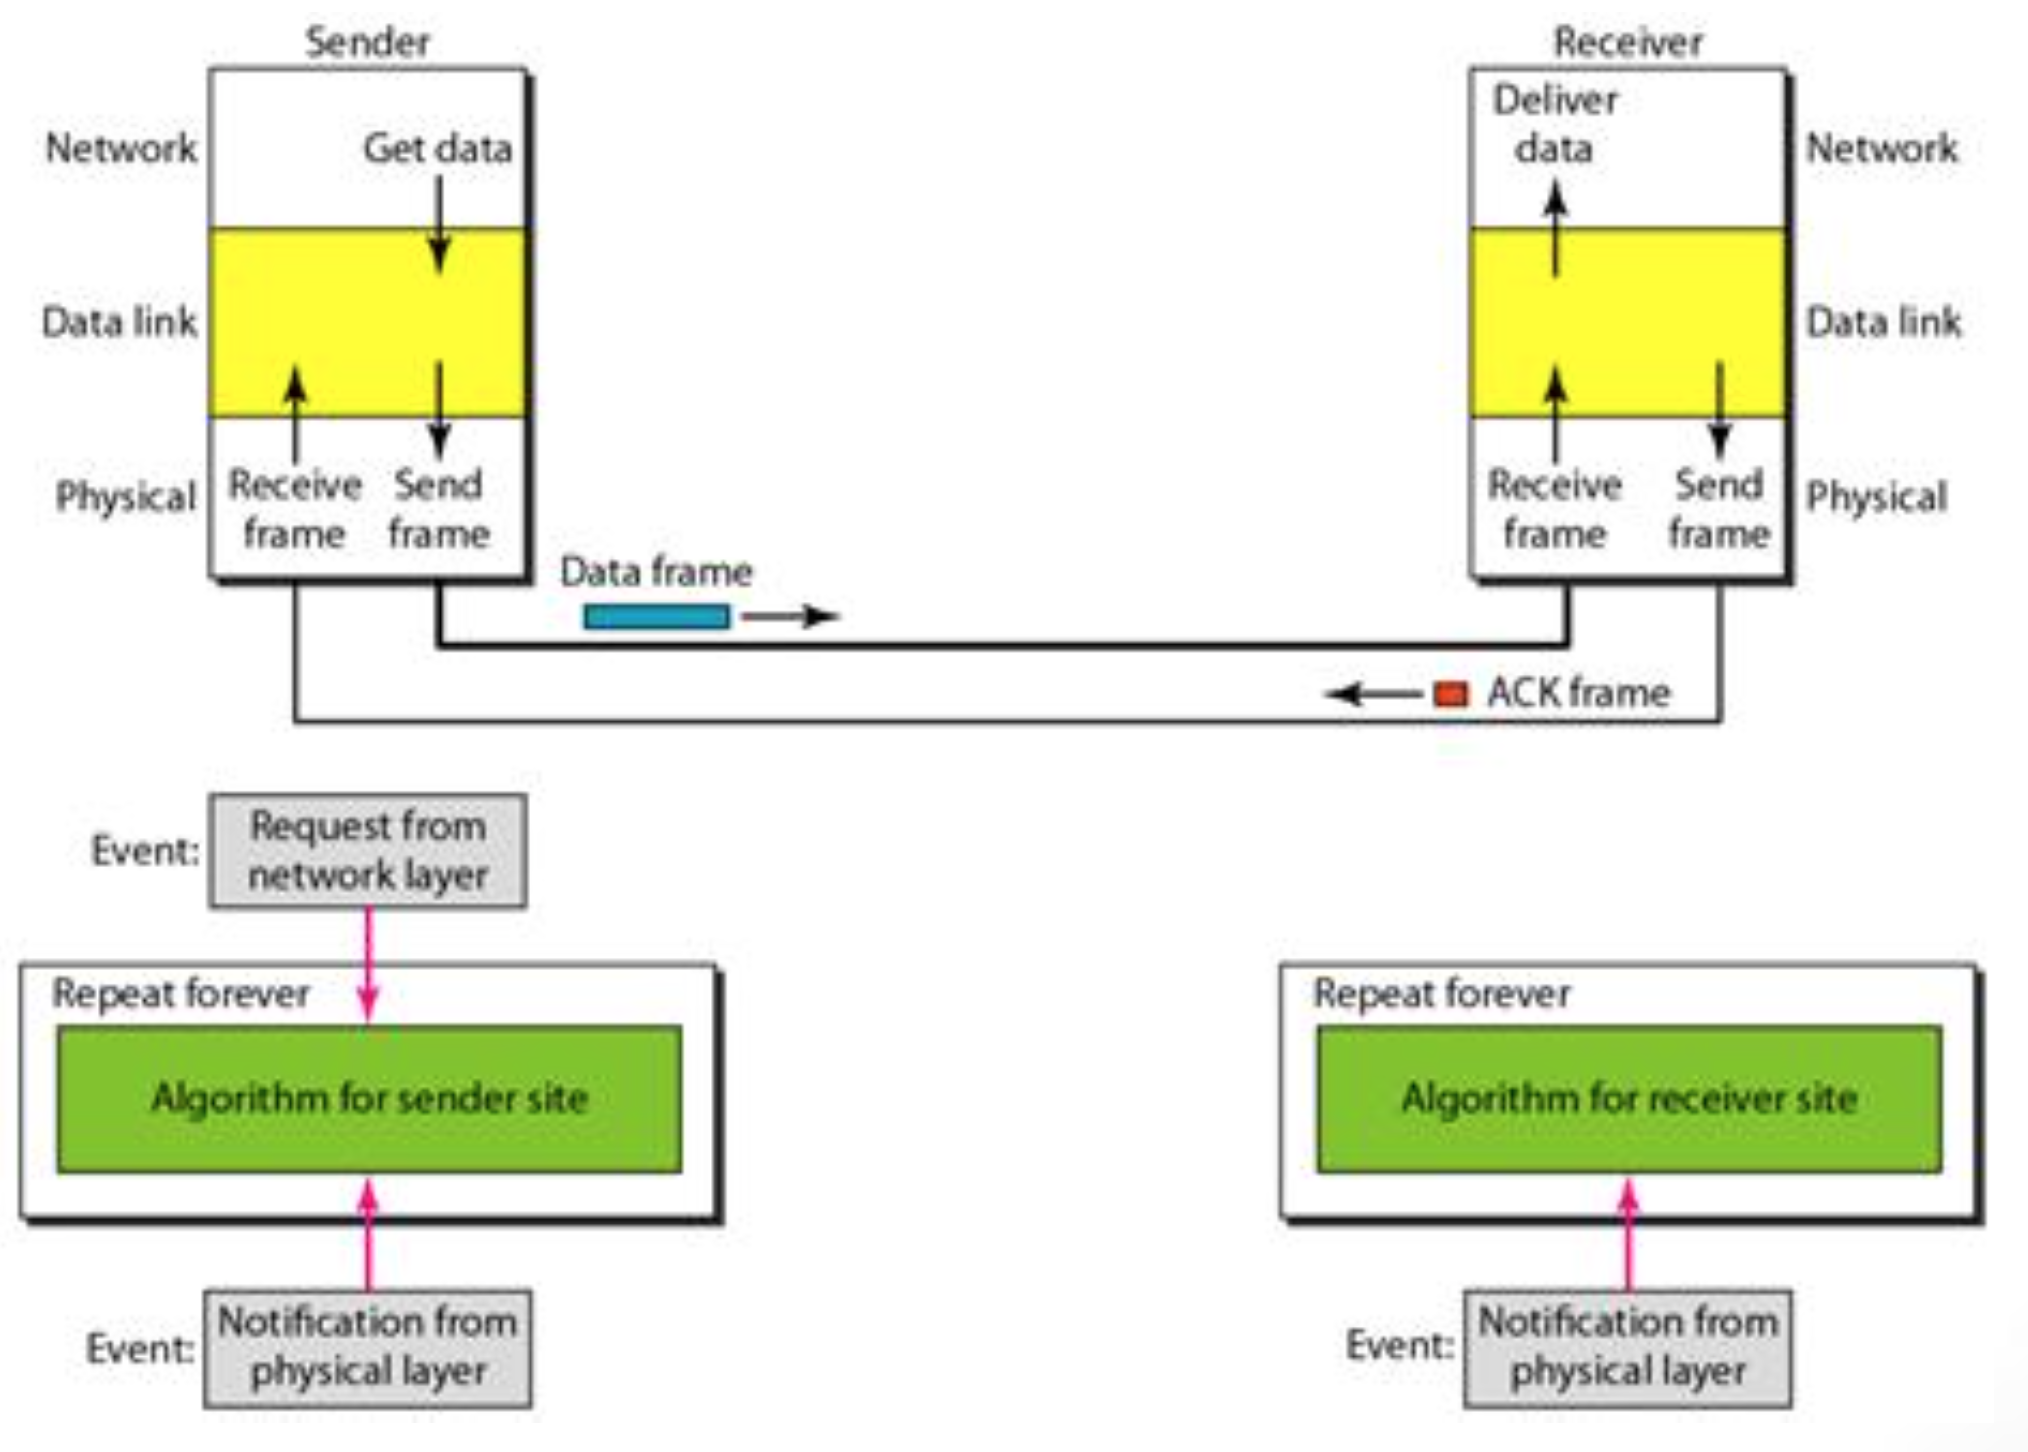 Sender
Receiver
Network
Get data
Deliver
data
Network
Data link
Data link
Physical
Receive
frame
Send
frame
Receive
frame
Send
frame
Physical
Data frame
ACK frame
Event:
Request from
network layer
Repeat forever
Algorithm for sender site
Repeat forever
Algorithm for receiver site
Event:
Notification from
physical layer
Event:
Notification from
physical layer